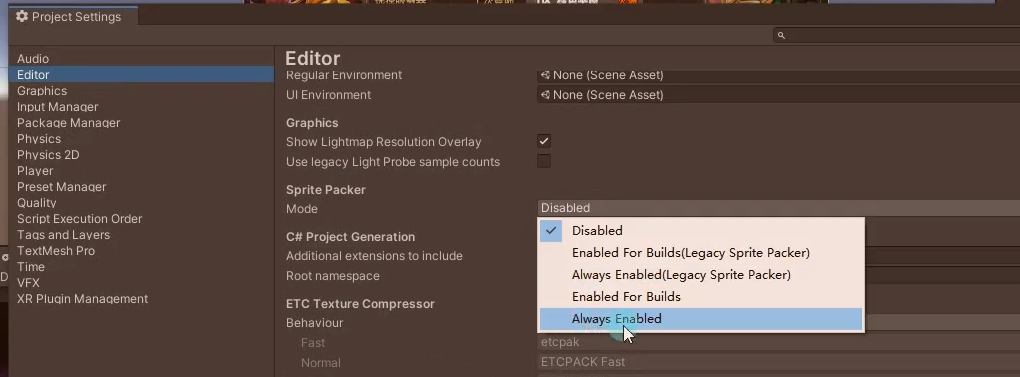 Project Settings
Audio
Editor
Graphics
Input Manager
Package Manager
Physics
Physics 2D
Player
Preset Manager
Quality
Script Execution Order
Tags and Layers
TextMesh Pro
Time
VFX
XR Plugin Management
Editor
Regular Environment
None (Scene Asset)
UI Environment
None (Scene Asset)
Graphics
Show Lightmap Resolution Overlay
Use legacy Light Probe sample counts
Sprite Packer
Mode
Disabled
Disabled
Enabled For Builds(Legacy Sprite Packer)
Always Enabled(Legacy Sprite Packer)
Enabled For Builds
Always Enabled
C# Project Generation
Additional extensions to include
Root namespace
ETC Texture Compressor
Behaviour
Fast
etcpak
Normal
ETCPACK Fast